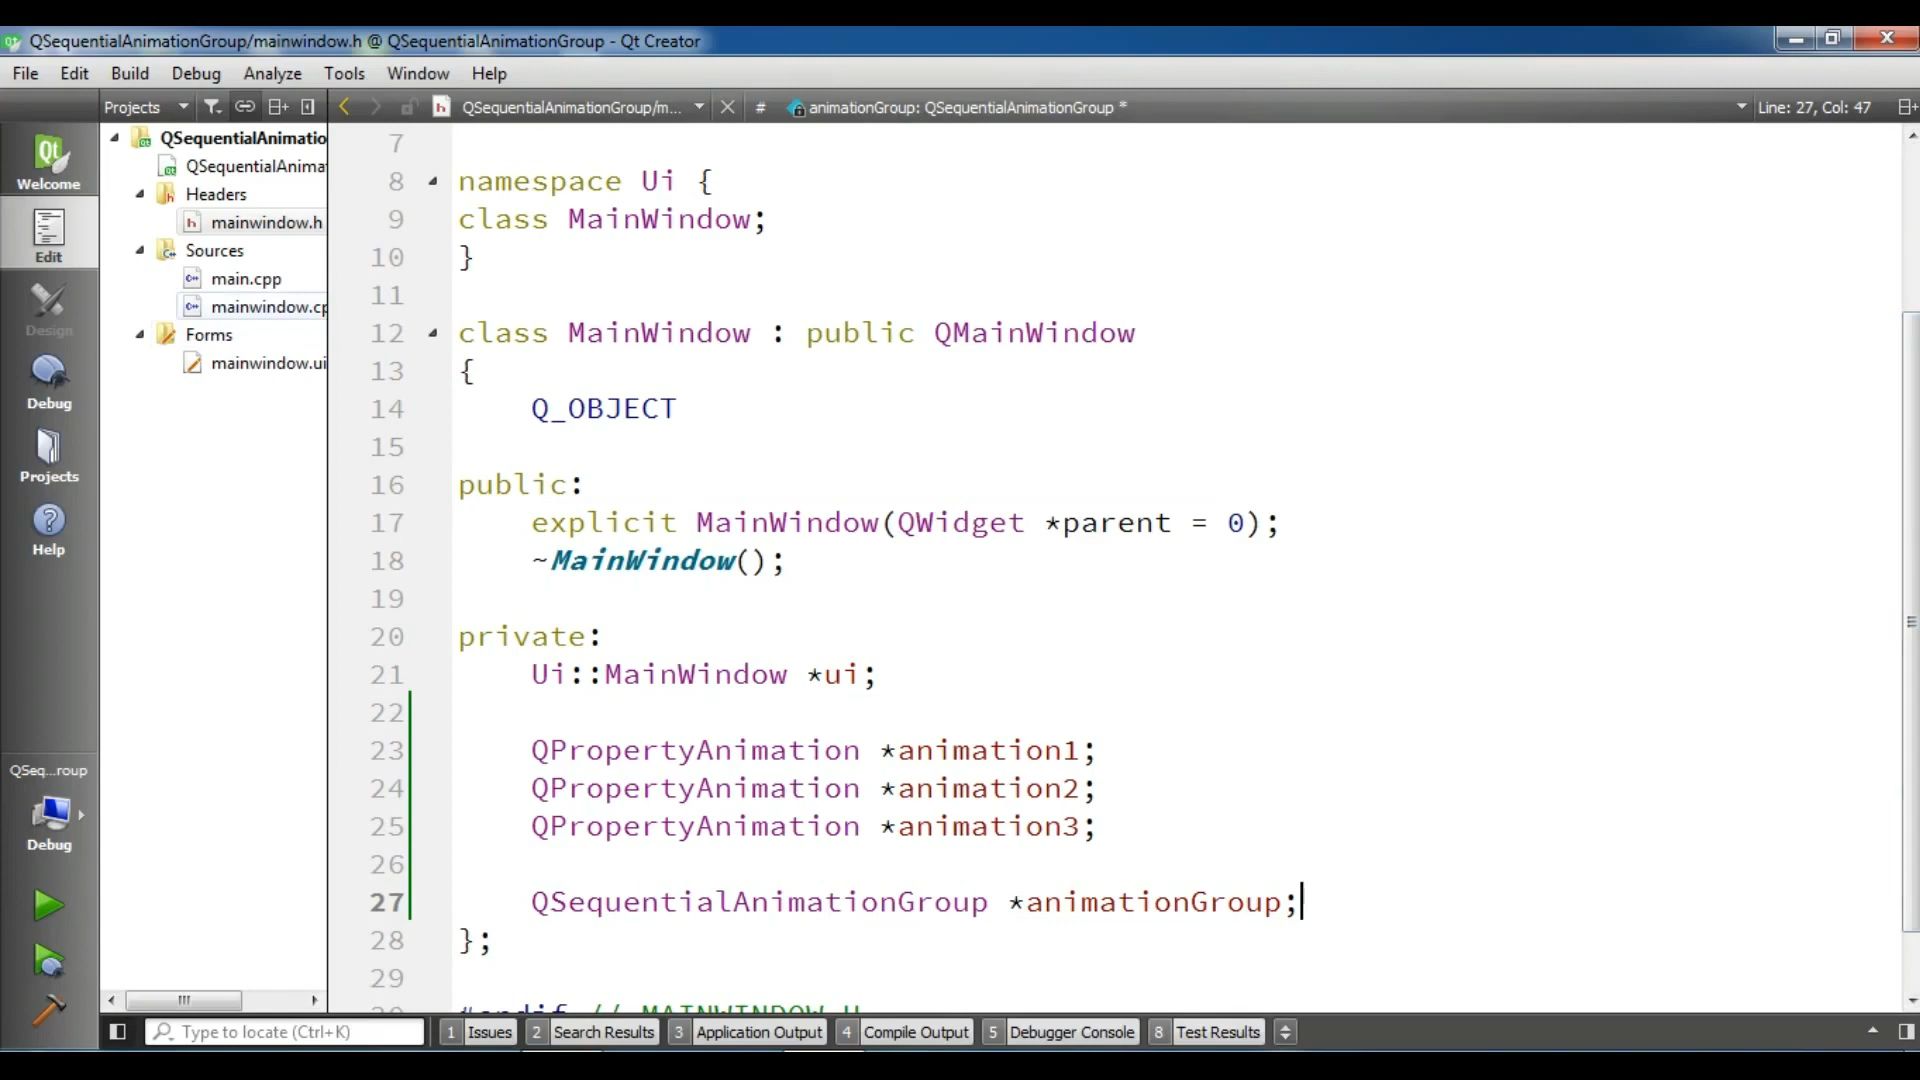 QSequentialAnimationGroup/mainwindow.h @ QSequentialAnimationGroup - Qt Creator
File Edit Build Debug Analyze Tools Window Help
Projects QSequentialAnimationGroup/m... # animationGroup: QSequentialAnimationGroup * Line: 27, Col: 47
Welcome
Edit
Design
Debug
Projects
Help
QSeq...roup
Debug
QSequentialAnimatio
QSequentialAnimat
Headers
mainwindow.h
Sources
main.cpp
mainwindow.cp
Forms
mainwindow.ui
7
8 namespace Ui {
9 class MainWindow;
10 }
11
12 class MainWindow : public QMainWindow
13 {
14 Q_OBJECT
15
16 public:
17 explicit MainWindow(QWidget *parent = 0);
18 ~MainWindow();
19
20 private:
21 Ui::MainWindow *ui;
22
23 QPropertyAnimation *animation1;
24 QPropertyAnimation *animation2;
25 QPropertyAnimation *animation3;
26
27 QSequentialAnimationGroup *animationGroup;
28 };
29
#endif // MAINWINDOW_H
Type to locate (Ctrl+K) 1 Issues 2 Search Results 3 Application Output 4 Compile Output 5 Debugger Console 8 Test Results